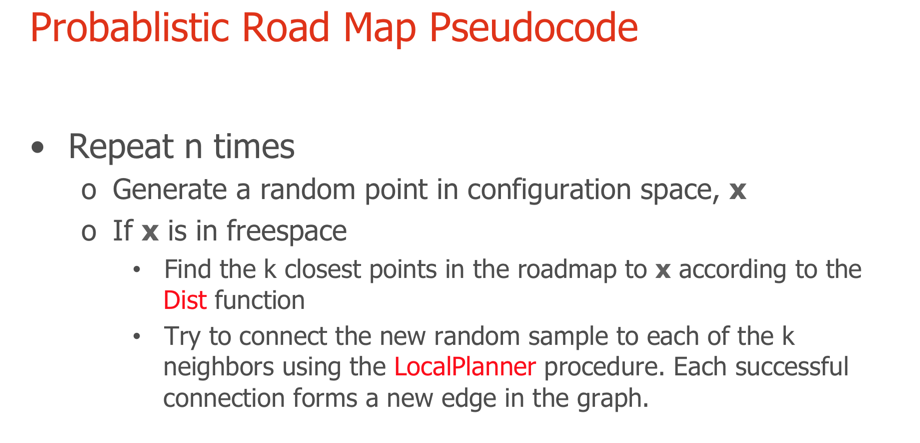 Probablistic Road Map Pseudocode
• Repeat n times
o Generate a random point in configuration space, x
o If x is in freespace
• Find the k closest points in the roadmap to x according to the
Dist function
• Try to connect the new random sample to each of the k
neighbors using the LocalPlanner procedure. Each successful
connection forms a new edge in the graph.